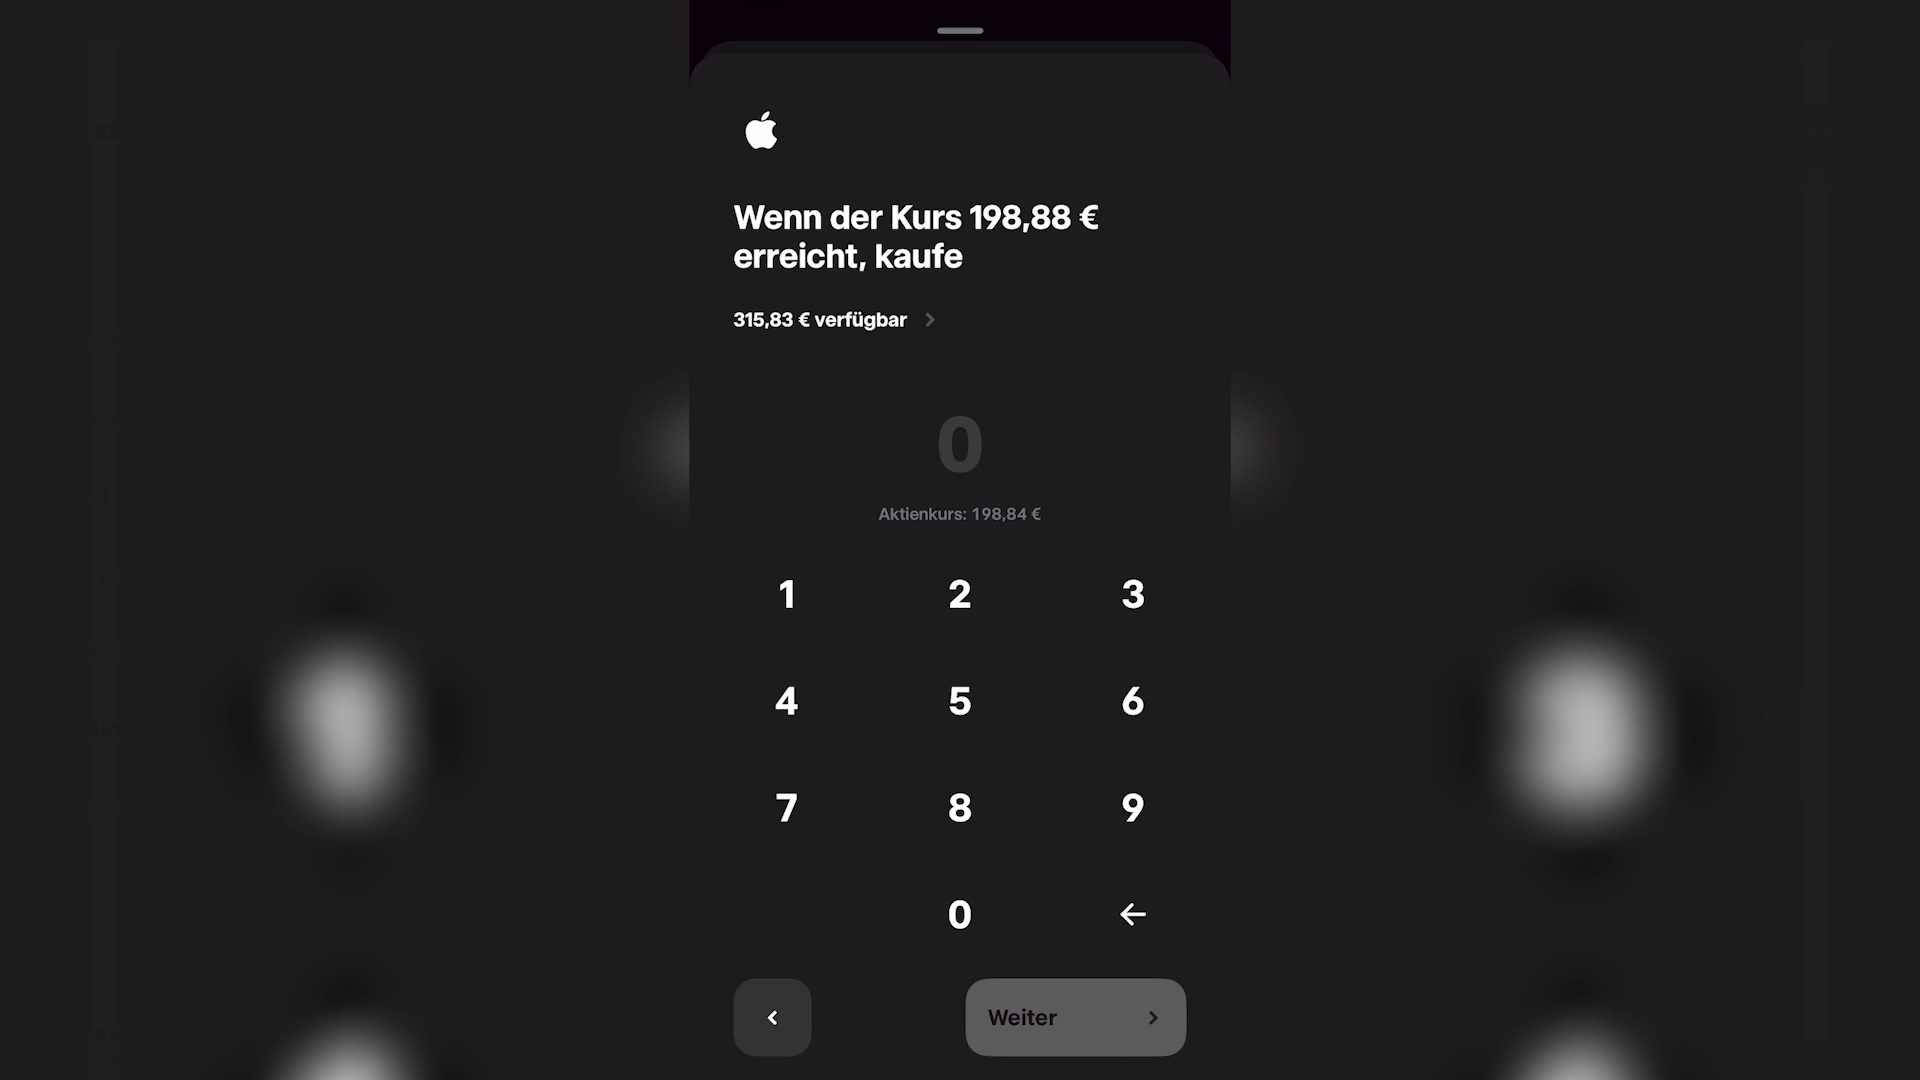 Wenn der Kurs 198,88 €
erreicht, kaufe
315,83 € verfügbar
0
Aktienkurs: 198,84 €
1 2 3
4 5 6
7 8 9
0
Weiter